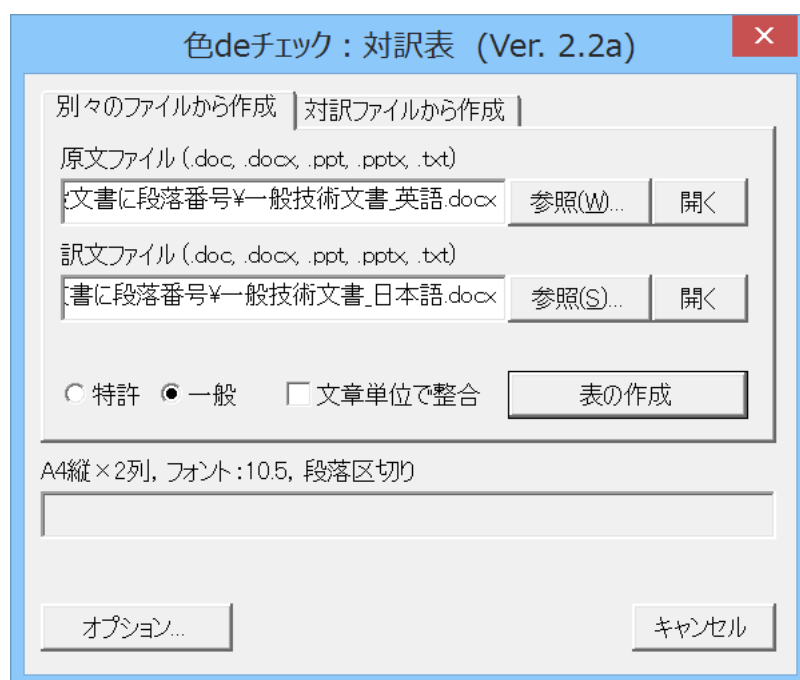 色deチェック：対訳表 (Ver. 2.2a)
別々のファイルから作成 対訳ファイルから作成
原文ファイル (.doc, .docx, .ppt, .pptx, .txt)
文書に段落番号¥一般技術文書_英語.docx 参照(W)... 開く
訳文ファイル (.doc, .docx, .ppt, .pptx, .txt)
書に段落番号¥一般技術文書_日本語.docx 参照(S)... 開く
特許 一般 文章単位で整合 表の作成
A4縦×2列, フォント:10.5, 段落区切り
オプション... キャンセル